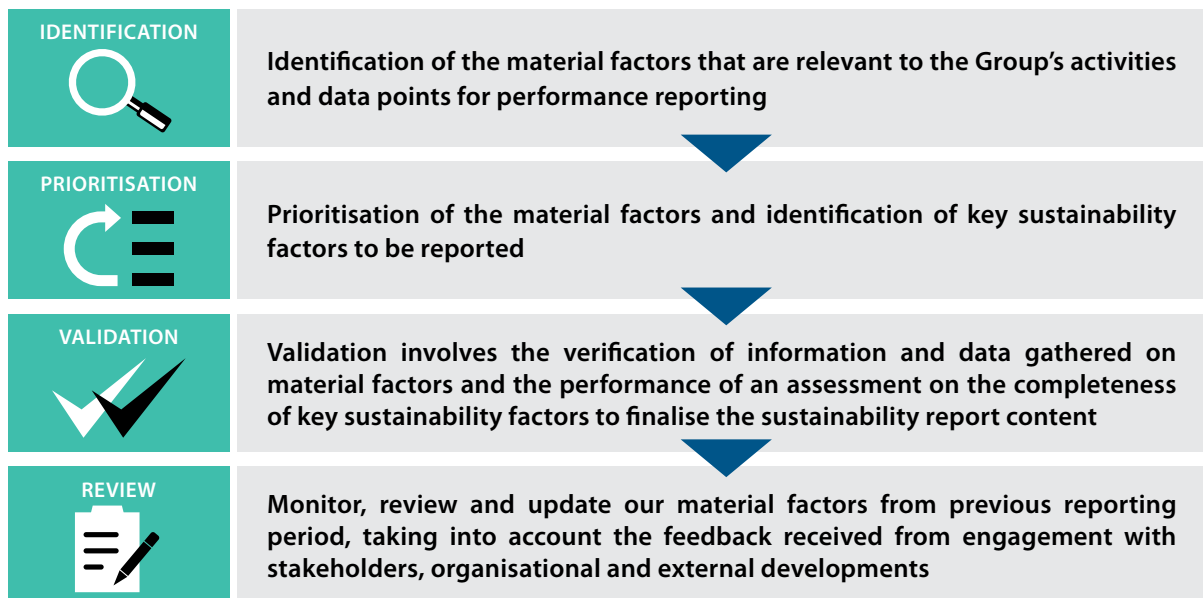 IDENTIFICATION
Identification of the material factors that are relevant to the Group’s activities
and data points for performance reporting
PRIORITISATION
Prioritisation of the material factors and identification of key sustainability
factors to be reported
VALIDATION
Validation involves the verification of information and data gathered on
material factors and the performance of an assessment on the completeness
of key sustainability factors to finalise the sustainability report content
REVIEW
Monitor, review and update our material factors from previous reporting
period, taking into account the feedback received from engagement with
stakeholders, organisational and external developments